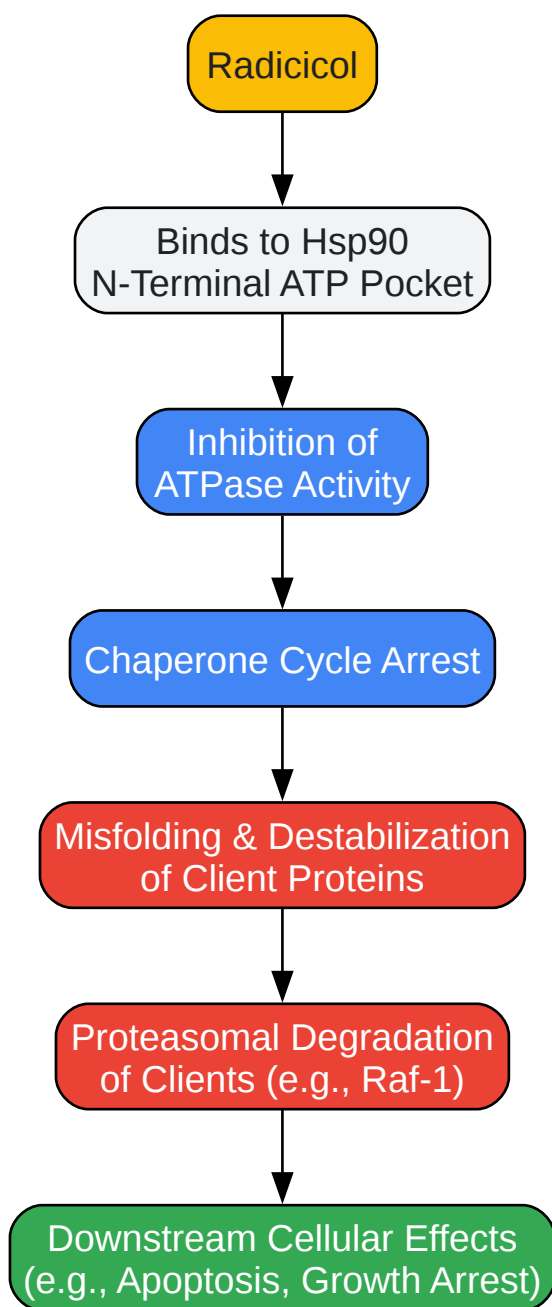 Radicicol
Binds to Hsp90
N-Terminal ATP Pocket
Inhibition of
ATPase Activity
Chaperone Cycle Arrest
Misfolding & Destabilization
of Client Proteins
Proteasomal Degradation
of Clients (e.g., Raf-1)
Downstream Cellular Effects
(e.g., Apoptosis, Growth Arrest)